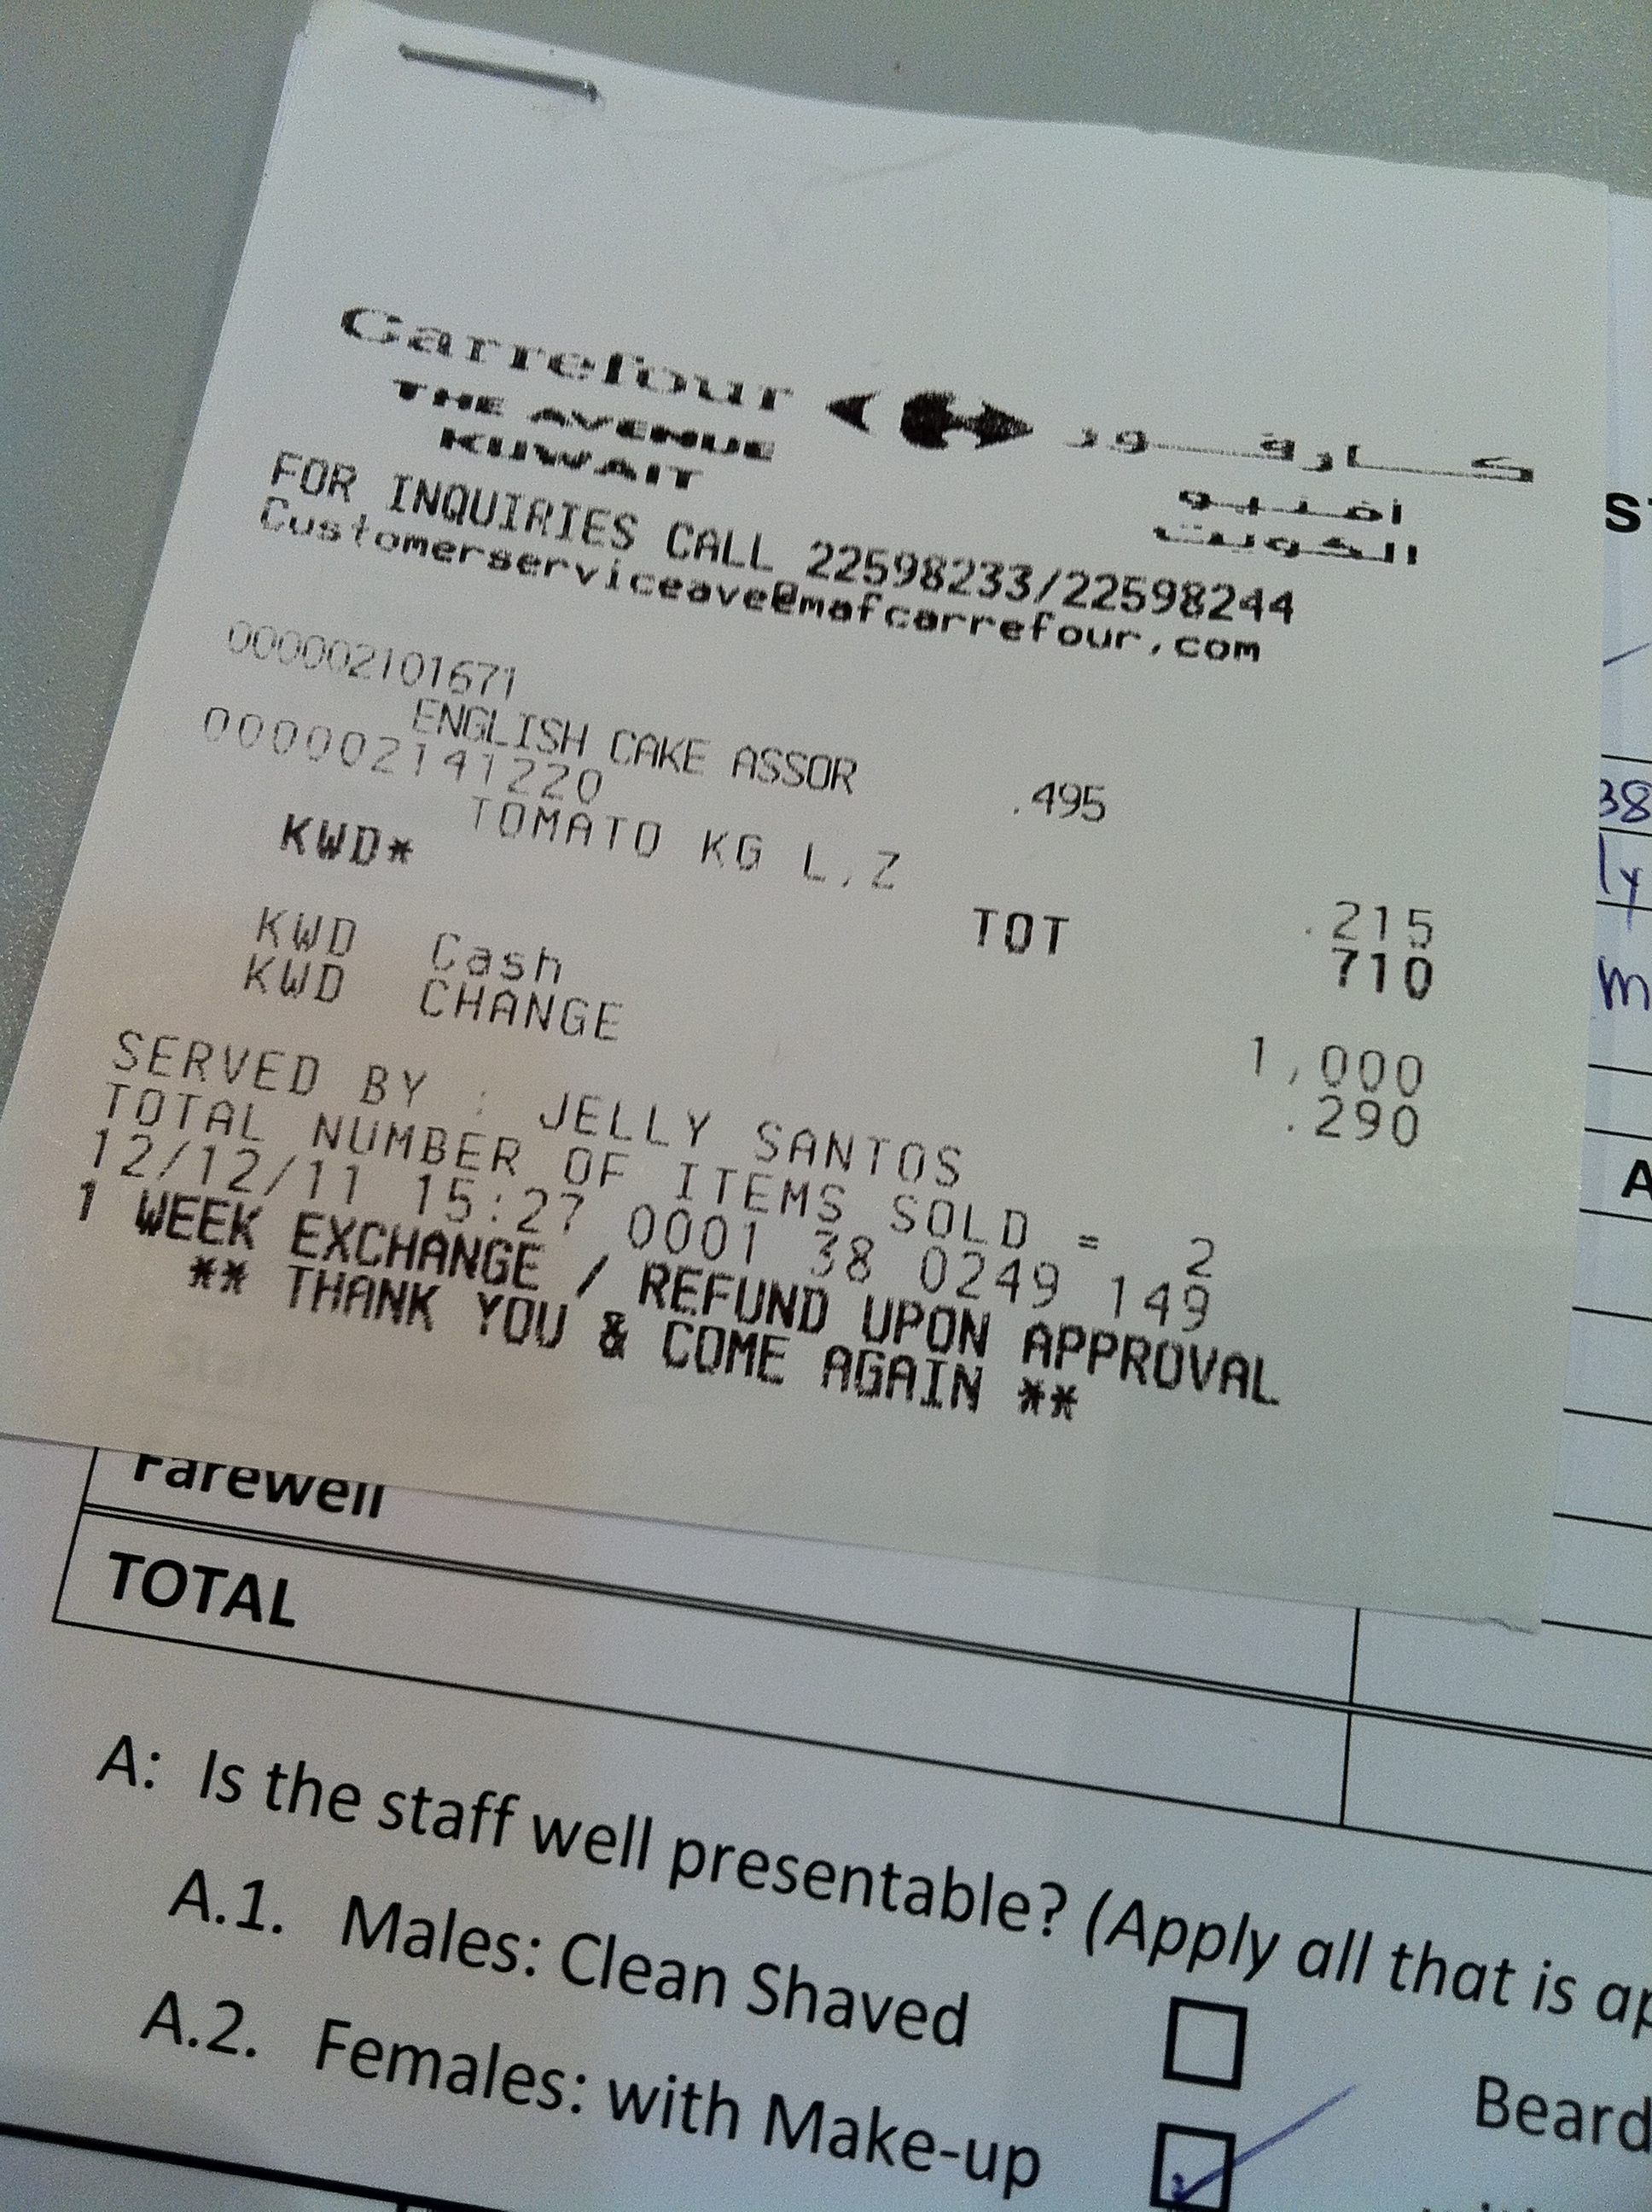 Carrefour كارفور
THE AVENUE افنيو
KUWAIT الكويت
FOR INQUIRIES CALL 22598233/22598244
Customerserviceave@mafcarrefour.com
000002101671
ENGLISH CAKE ASSOR .495
000002141220
TOMATO KG L.Z .215
KWD* TOT 710
KWD Cash 1,000
KWD CHANGE .290
SERVED BY : JELLY SANTOS
TOTAL NUMBER OF ITEMS SOLD = 2
12/12/11 15:27 0001 38 0249 149
1 WEEK EXCHANGE / REFUND UPON APPROVAL
** THANK YOU & COME AGAIN **
38
ly
m
A
Farewell
TOTAL
A: Is the staff well presentable? (Apply all that is ap
A.1. Males: Clean Shaved
Beard
A.2. Females: with Make-up